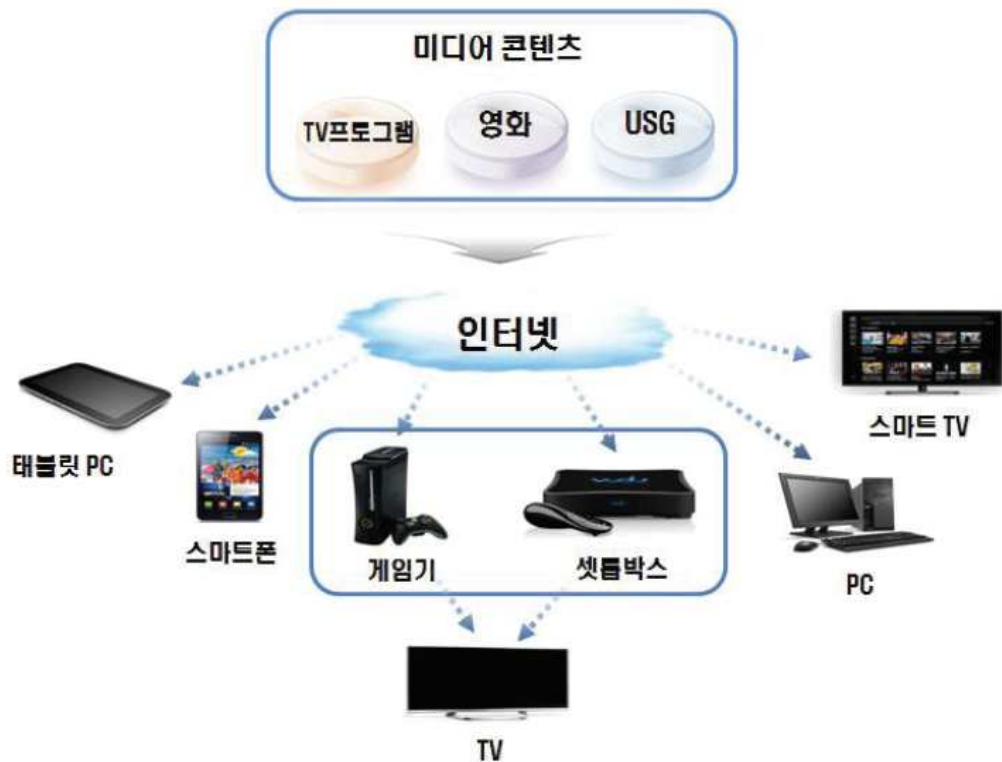 미디어 콘텐츠
TV프로그램
영화
USG
인터넷
태블릿 PC
스마트폰
게임기
셋톱박스
스마트 TV
PC
TV